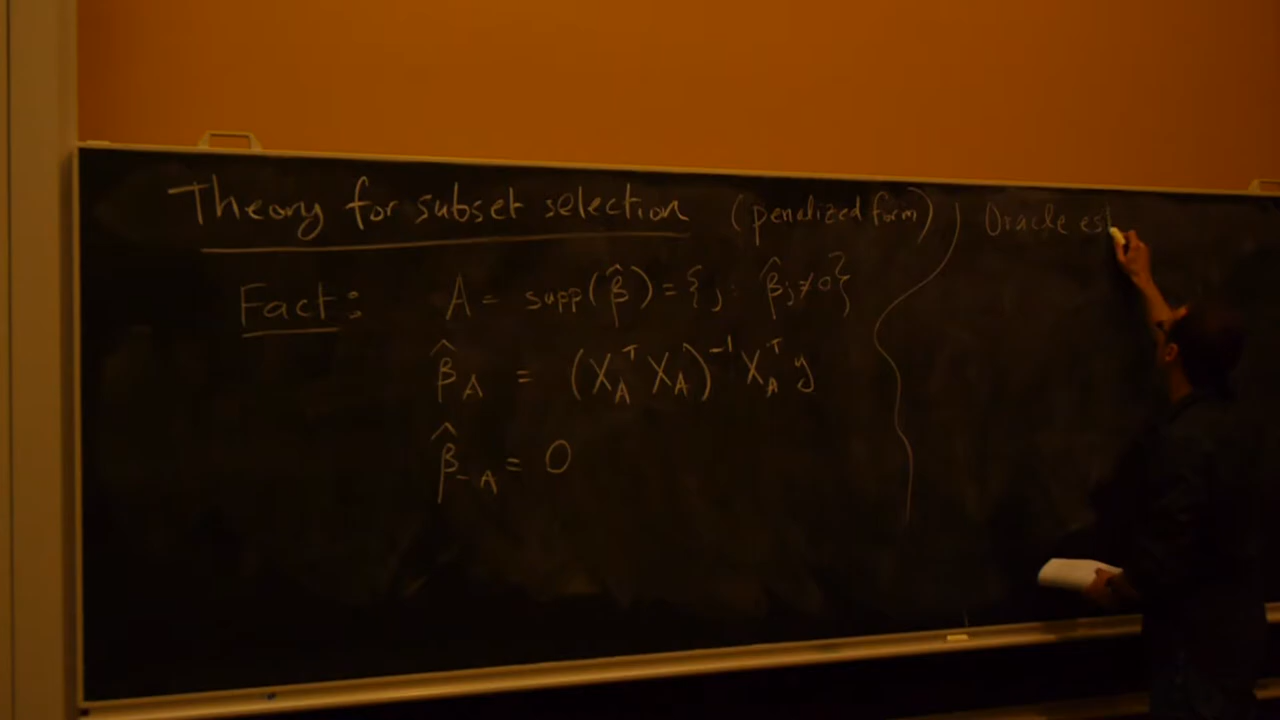 Theory for subset selection (penalized form)
Fact: A = supp(β̂) = {j: β̂j ≠ 0}
β̂_A = (X_A^T X_A)^{-1} X_A^T y
β̂_{-A} = 0
Oracle est